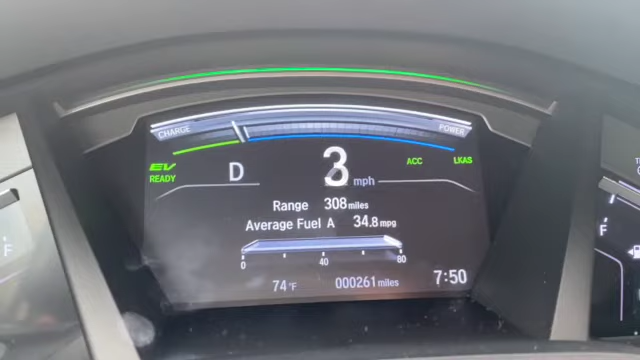 CHARGE POWER
EV
READY
D
3 mph
ACC
LKAS
Range 308 miles
Average Fuel A 34.8 mpg
0 40 80
74°F 000261 miles 7:50
F
F